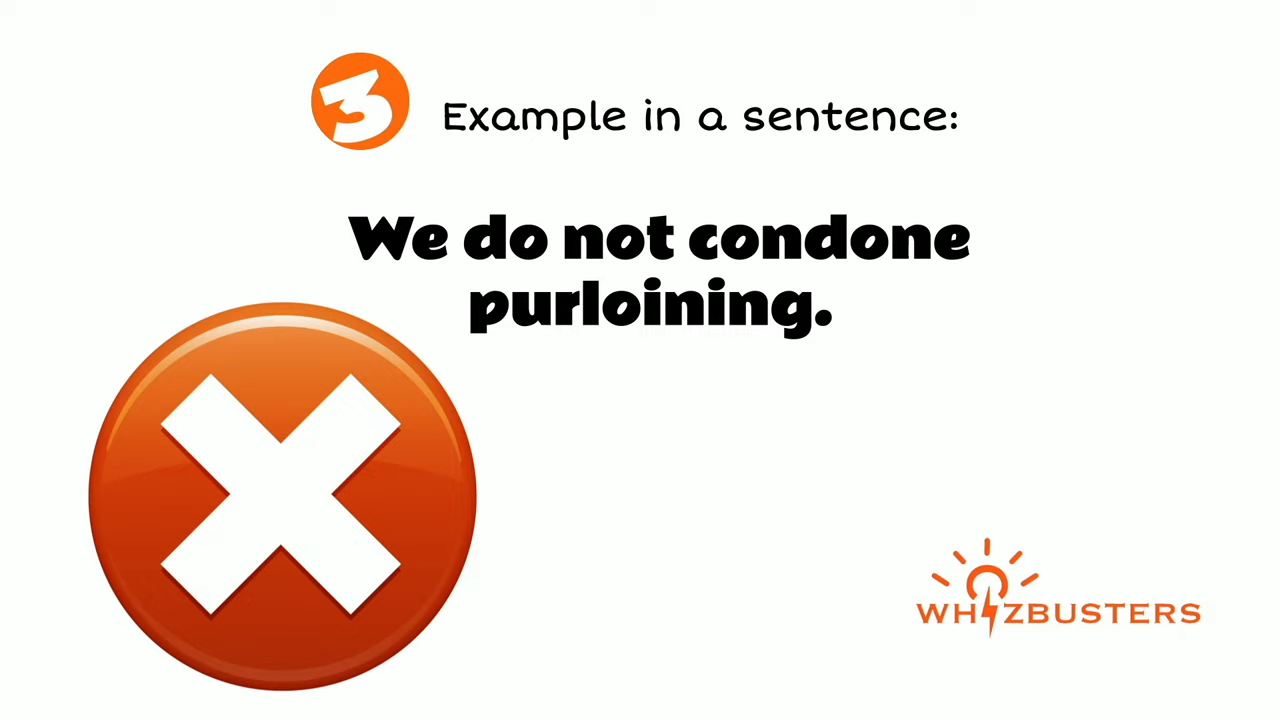 3 Example in a sentence:
We do not condone
purloining.
WHIZBUSTERS